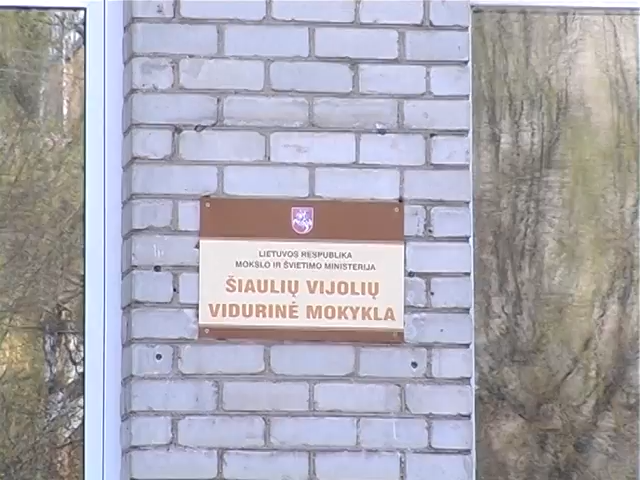 LIETUVOS RESPUBLIKA
MOKSLO IR ŠVIETIMO MINISTERIJA
ŠIAULIŲ VIJOLIŲ
VIDURINĖ MOKYKLA